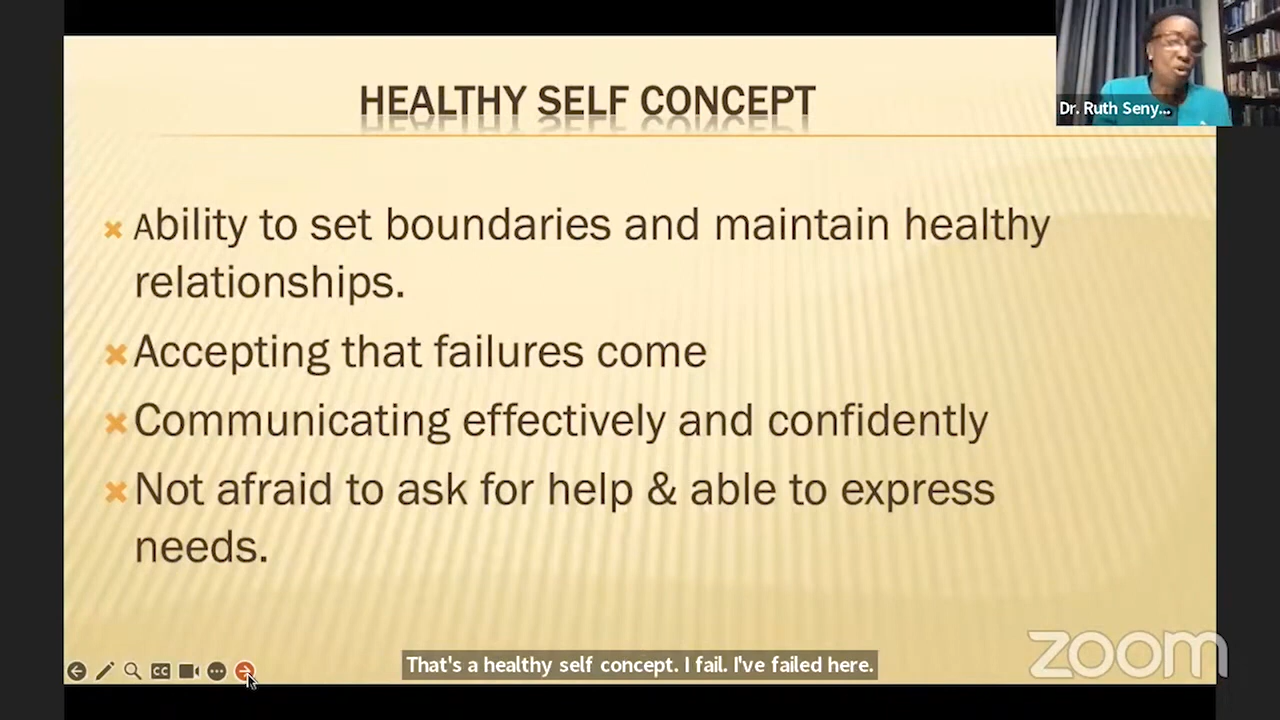 HEALTHY SELF CONCEPT
Dr. Ruth Seny...
Ability to set boundaries and maintain healthy
relationships.
Accepting that failures come
Communicating effectively and confidently
Not afraid to ask for help & able to express
needs.
CC
That's a healthy self concept. I fail. I've failed here.
zoom